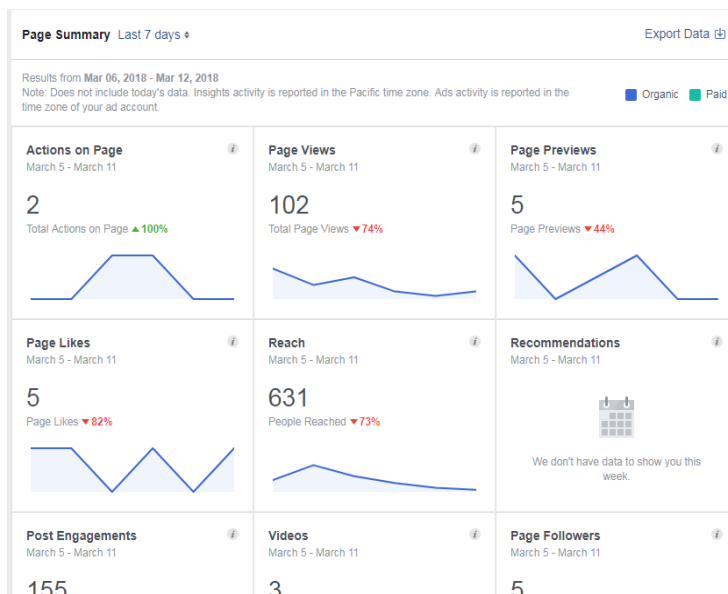 Page Summary Last 7 days
Export Data
Results from Mar 06, 2018 - Mar 12, 2018
Note: Does not include today's data. Insights activity is reported in the Pacific time zone. Ads activity is reported in the
time zone of your ad account.
Organic Paid
Actions on Page
March 5 - March 11
2
Total Actions on Page ▲100%
Page Views
March 5 - March 11
102
Total Page Views ▼74%
Page Previews
March 5 - March 11
5
Page Previews ▼44%
Page Likes
March 5 - March 11
5
Page Likes ▼82%
Reach
March 5 - March 11
631
People Reached ▼73%
Recommendations
March 5 - March 11
We don't have data to show you this
week.
Post Engagements
March 5 - March 11
155
Videos
March 5 - March 11
3
Page Followers
March 5 - March 11
5